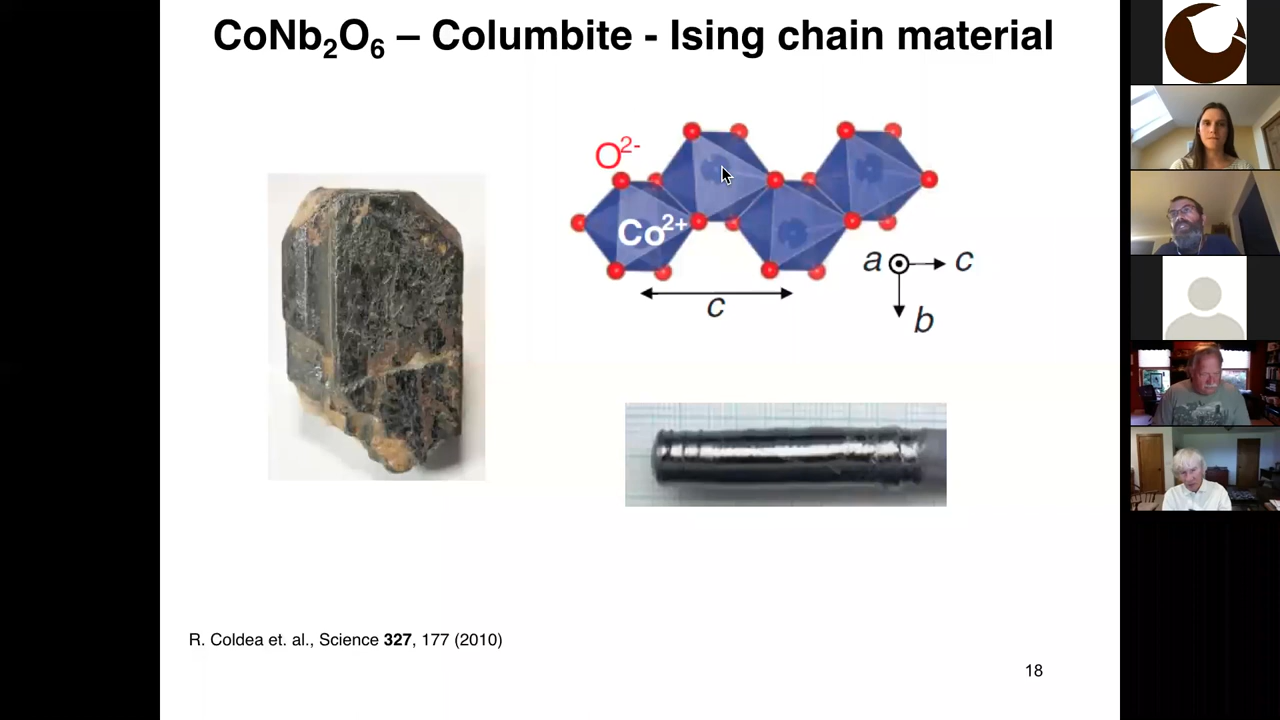 CoNb₂O₆ – Columbite - Ising chain material
O²⁻
Co²⁺
a
c
c
b
R. Coldea et. al., Science 327, 177 (2010)
18